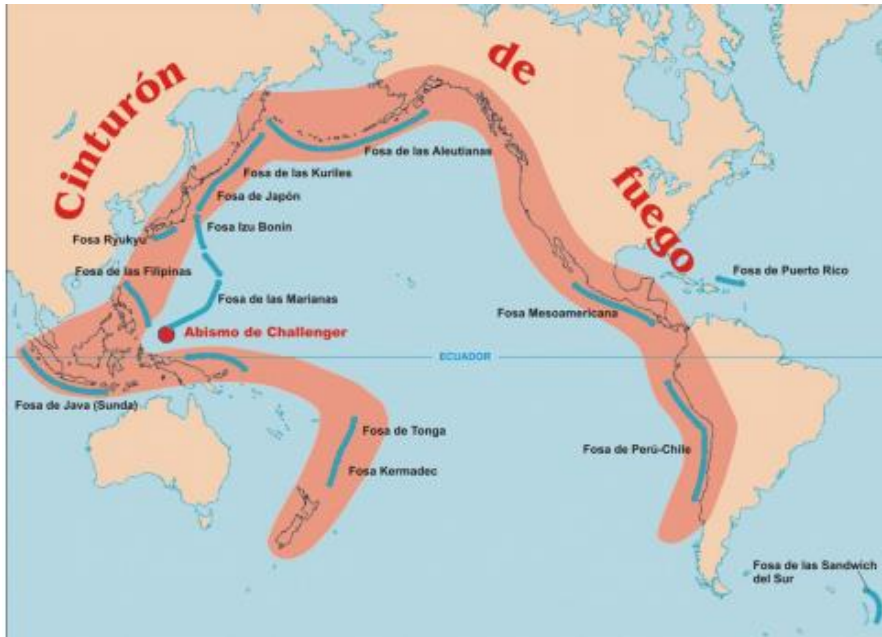 Cinturón
de
fuego
Fosa de las Aleutianas
Fosa de las Kuriles
Fosa de Japón
Fosa Izu Bonin
Fosa Ryukyu
Fosa de las Filipinas
Fosa de las Marianas
Abismo de Challenger
Fosa de Puerto Rico
Fosa Mesoamericana
ECUADOR
Fosa de Java (Sunda)
Fosa de Tonga
Fosa Kermadec
Fosa de Perú-Chile
Fosa de las Sandwich
del Sur